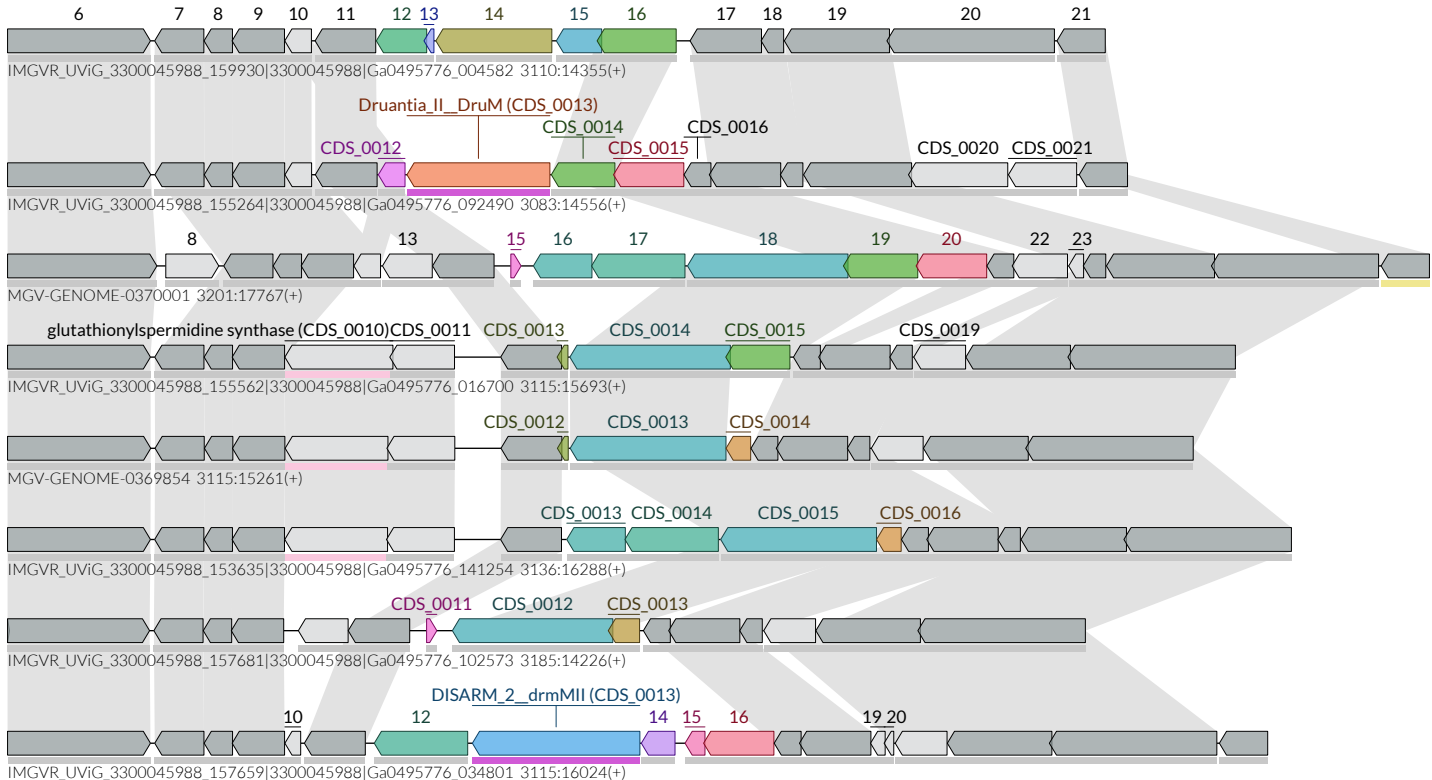 6 7 8 9 10 11 12 13 14 15 16 17 18 19 20 21
IMGVR_UViG_3300045988_159930|3300045988|Ga0495776_004582 3110:14355(+)
Druantia_II__DruM (CDS_0013)
CDS_0014 CDS_0016
CDS_0012 CDS_0015 CDS_0020 CDS_0021
IMGVR_UViG_3300045988_155264|3300045988|Ga0495776_092490 3083:14556(+)
8 13 15 16 17 18 19 20 22 23
MGV-GENOME-0370001 3201:17767(+)
glutathionylspermidine synthase (CDS_0010) CDS_0011 CDS_0013 CDS_0014 CDS_0015 CDS_0019
IMGVR_UViG_3300045988_155562|3300045988|Ga0495776_016700 3115:15693(+)
CDS_0012 CDS_0013 CDS_0014
MGV-GENOME-0369854 3115:15261(+)
CDS_0013 CDS_0014 CDS_0015 CDS_0016
IMGVR_UViG_3300045988_153635|3300045988|Ga0495776_141254 3136:16288(+)
CDS_0011 CDS_0012 CDS_0013
IMGVR_UViG_3300045988_157681|3300045988|Ga0495776_102573 3185:14226(+)
DISARM_2__drmMII (CDS_0013)
10 12 14 15 16 19 20
IMGVR_UViG_3300045988_157659|3300045988|Ga0495776_034801 3115:16024(+)